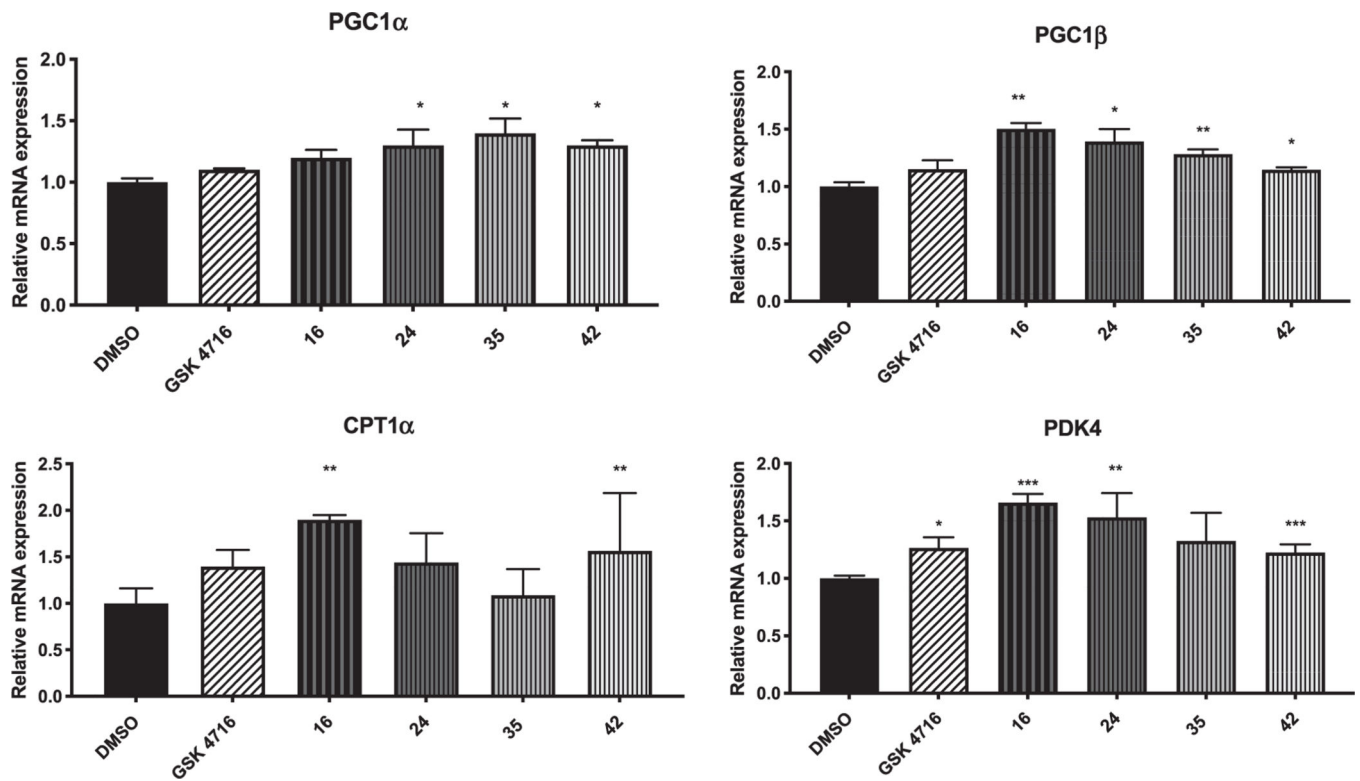 PGC1α
Relative mRNA expression
2.0
1.5
1.0
0.5
0.0
* * *
DMSO GSK 4716 16 24 35 42
PGC1β
Relative mRNA expression
2.0
1.5
1.0
0.5
0.0
** * ** *
DMSO GSK 4716 16 24 35 42
CPT1α
Relative mRNA expression
2.5
2.0
1.5
1.0
0.5
0.0
** **
DMSO GSK 4716 16 24 35 42
PDK4
Relative mRNA expression
2.0
1.5
1.0
0.5
0.0
* *** ** ***
DMSO GSK 4716 16 24 35 42